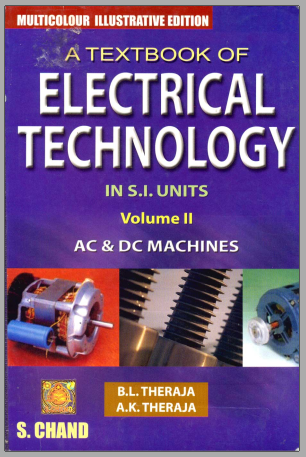 MULTICOLOUR ILLUSTRATIVE EDITION
A TEXTBOOK OF
ELECTRICAL
TECHNOLOGY
IN S.I. UNITS
Volume II
AC & DC MACHINES
B.L. THERAJA
A.K. THERAJA
S. CHAND